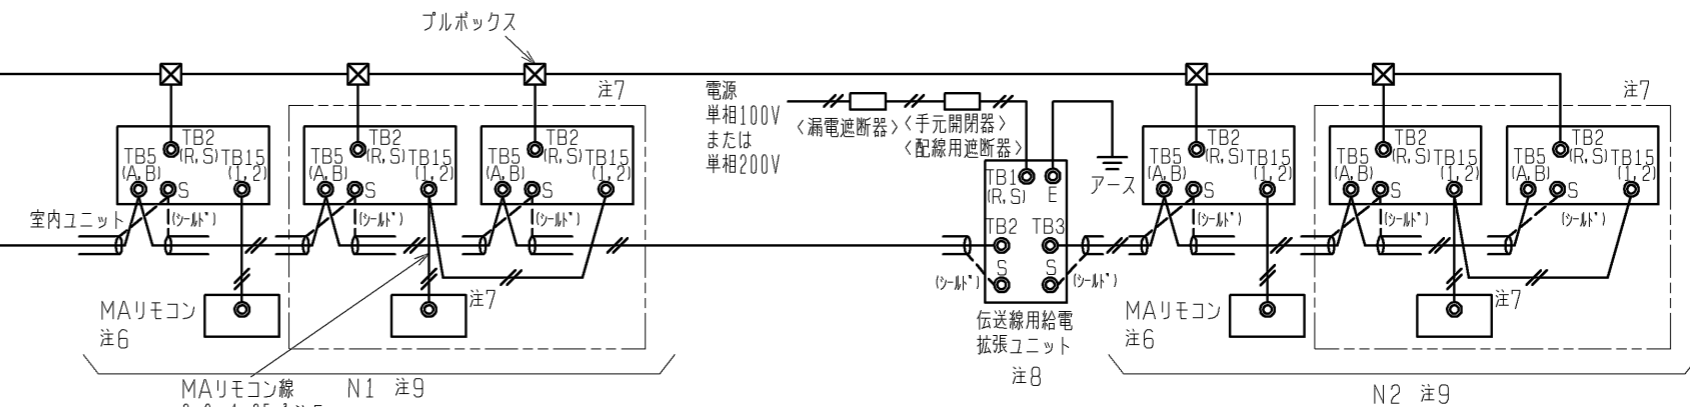 プルボックス
注7
電源
単相100V
または
単相200V
〈漏電遮断器〉
〈手元開閉器〉
〈配線用遮断器〉
アース
注7
TB2
(R,S)
TB5
(A,B)
S
TB15
(1,2)
(シールド)
TB2
(R,S)
TB5
(A,B)
S
TB15
(1,2)
(シールド)
TB2
(R,S)
TB5
(A,B)
S
TB15
(1,2)
(シールド)
室内ユニット
TB1
(R,S)
E
TB2
TB3
S
S
(シールド)
(シールド)
伝送線用給電
拡張ユニット
注8
TB2
(R,S)
TB5
(A,B)
S
TB15
(1,2)
(シールド)
TB2
(R,S)
TB5
(A,B)
S
TB15
(1,2)
(シールド)
TB2
(R,S)
TB5
(A,B)
S
TB15
(1,2)
(シールド)
MAリモコン
注6
注7
MAリモコン
注6
注7
MAリモコン線
N1 注9
N2 注9